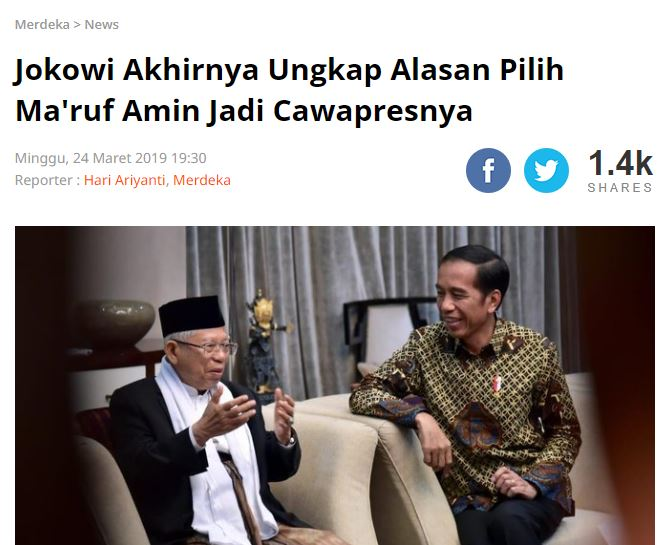 Merdeka > News
Jokowi Akhirnya Ungkap Alasan Pilih
Ma'ruf Amin Jadi Cawapresnya
Minggu, 24 Maret 2019 19:30
Reporter : Hari Ariyanti, Merdeka
1.4k
SHARES